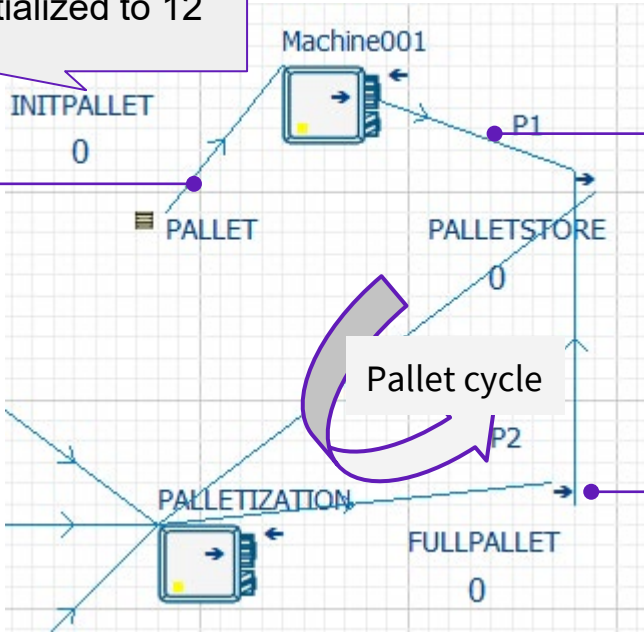 tialized to 12
Machine001
INITPALLET
0
P1
PALLET
PALLETSTORE
0
Pallet cycle
P2
PALLETIZATION
FULLPALLET
0